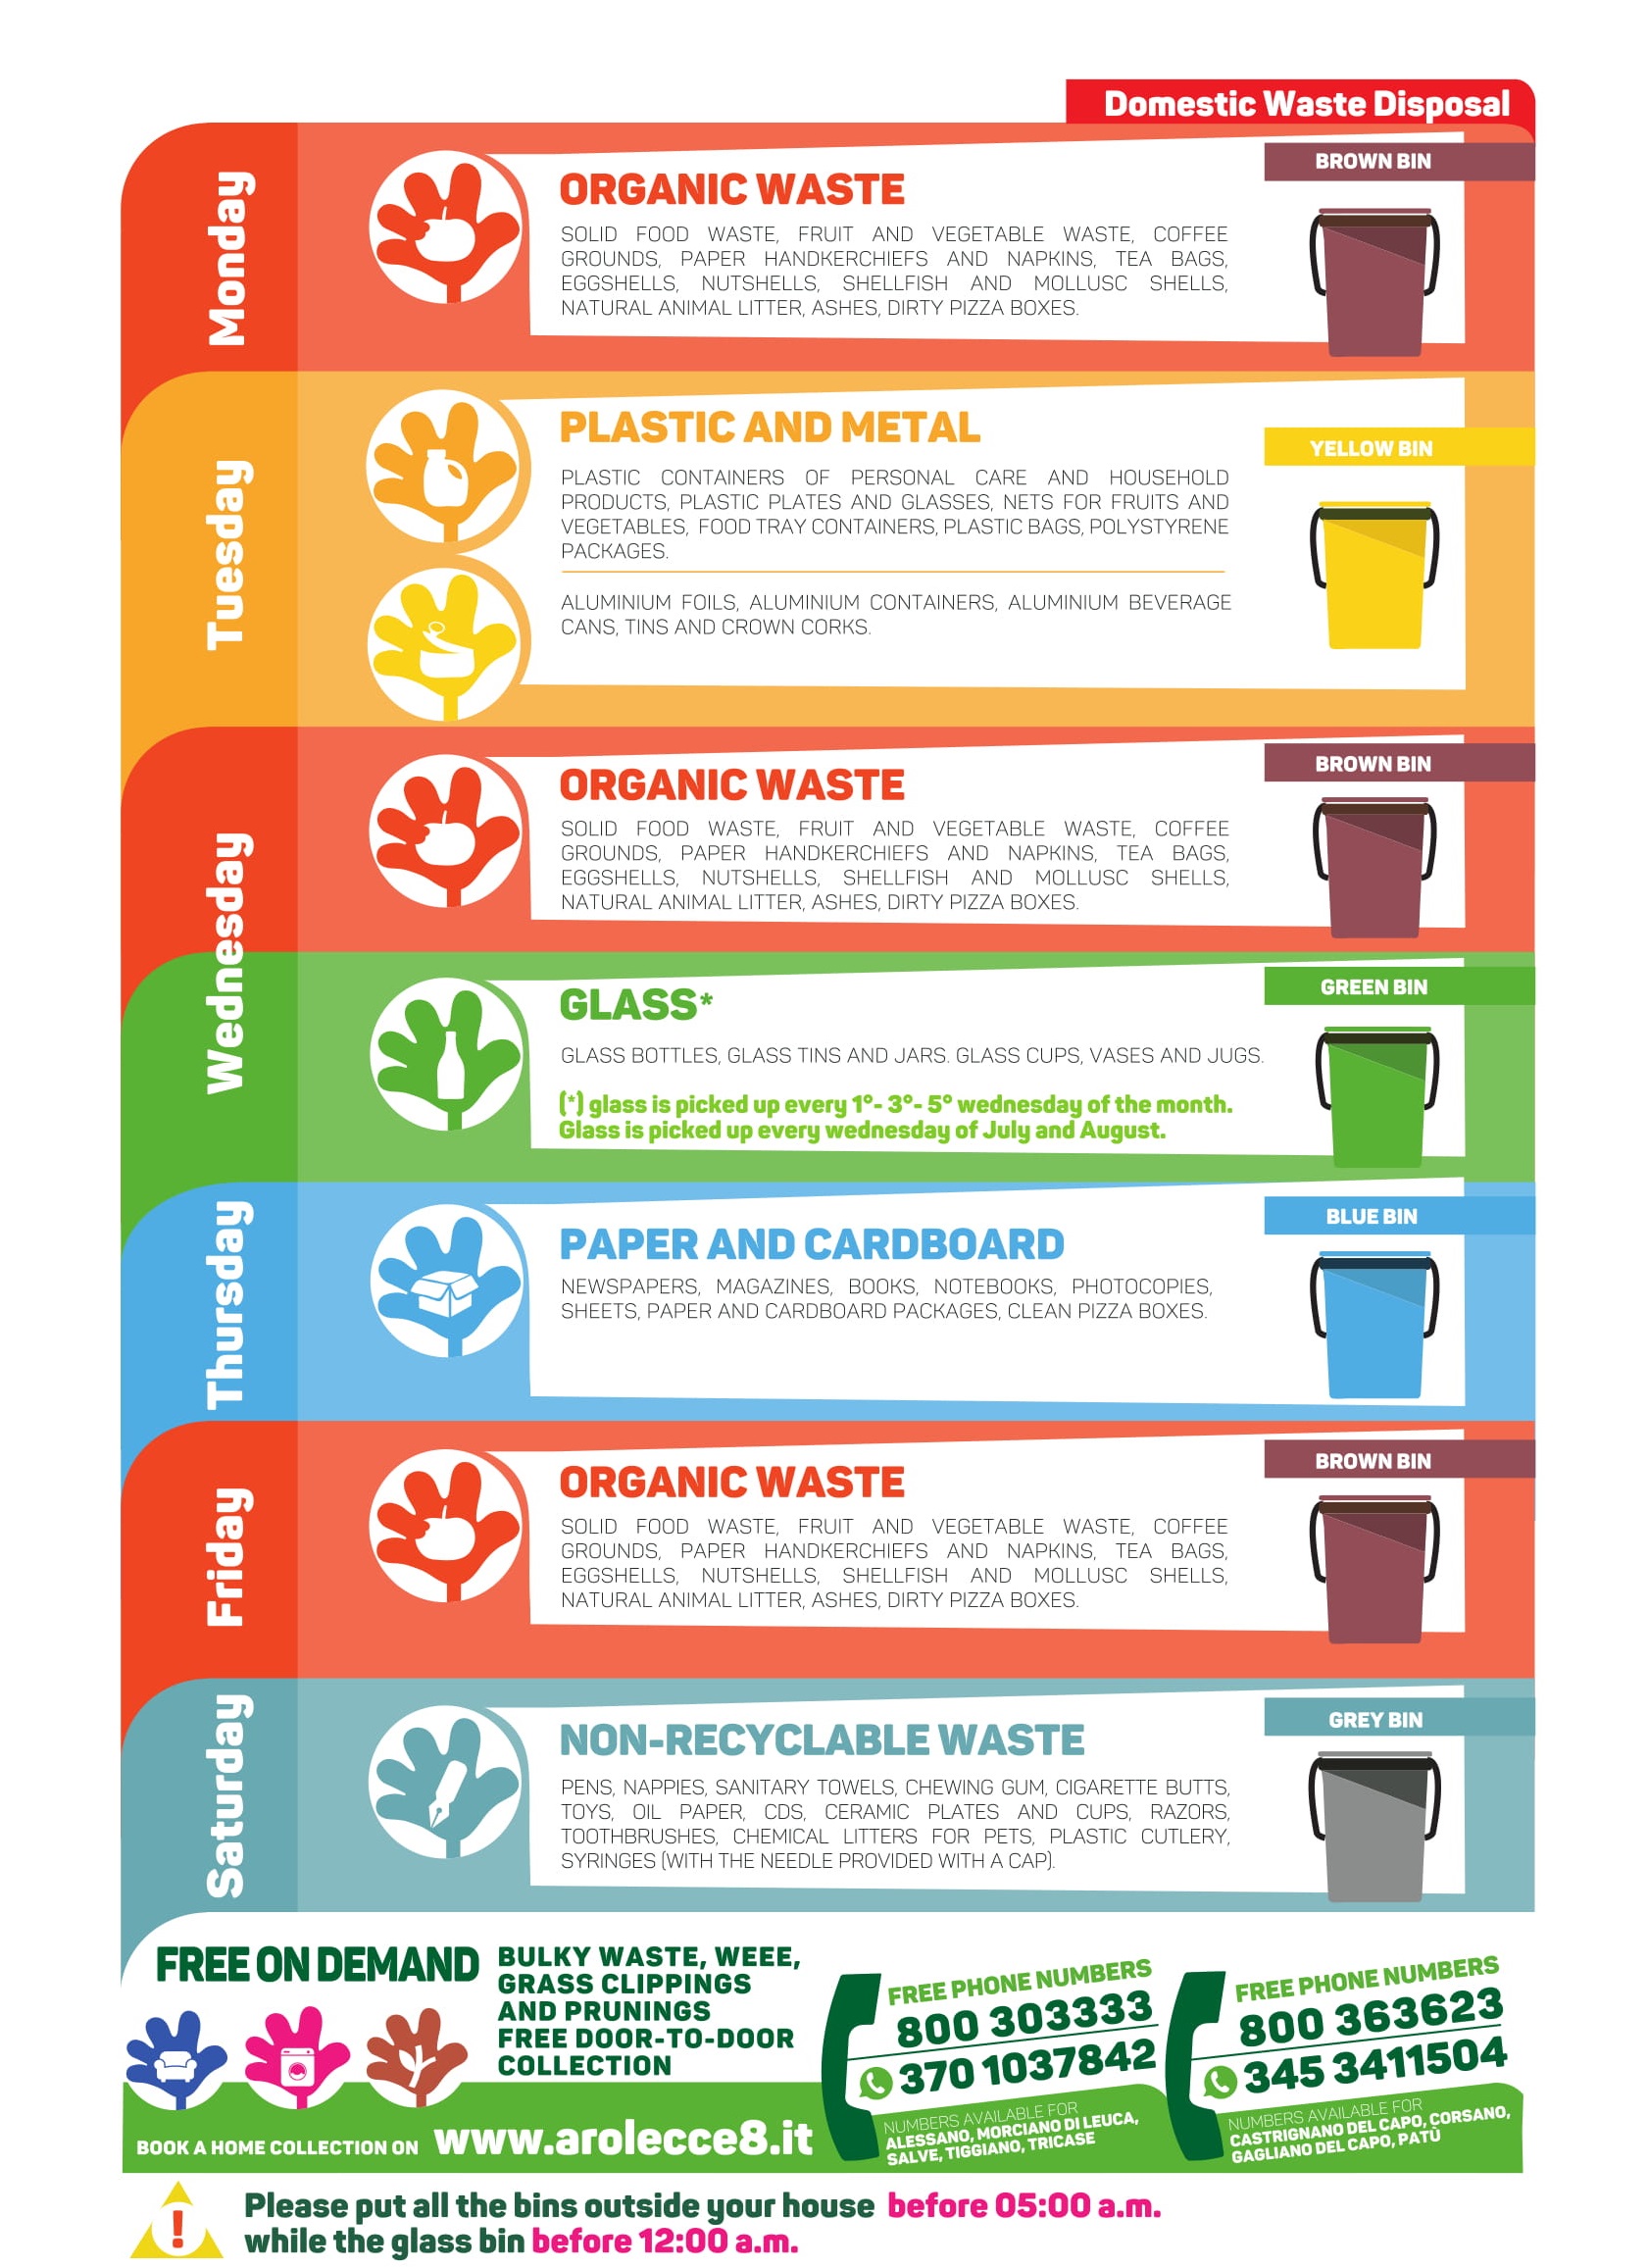 Domestic Waste Disposal
Monday
BROWN BIN
ORGANIC WASTE
SOLID FOOD WASTE, FRUIT AND VEGETABLE WASTE, COFFEE
GROUNDS, PAPER HANDKERCHIEFS AND NAPKINS, TEA BAGS,
EGGSHELLS, NUTSHELLS, SHELLFISH AND MOLLUSC SHELLS,
NATURAL ANIMAL LITTER, ASHES, DIRTY PIZZA BOXES.
Tuesday
PLASTIC AND METAL
YELLOW BIN
PLASTIC CONTAINERS OF PERSONAL CARE AND HOUSEHOLD
PRODUCTS, PLASTIC PLATES AND GLASSES, NETS FOR FRUITS AND
VEGETABLES, FOOD TRAY CONTAINERS, PLASTIC BAGS, POLYSTYRENE
PACKAGES.
ALUMINIUM FOILS, ALUMINIUM CONTAINERS, ALUMINIUM BEVERAGE
CANS, TINS AND CROWN CORKS.
Wednesday
BROWN BIN
ORGANIC WASTE
SOLID FOOD WASTE, FRUIT AND VEGETABLE WASTE, COFFEE
GROUNDS, PAPER HANDKERCHIEFS AND NAPKINS, TEA BAGS,
EGGSHELLS, NUTSHELLS, SHELLFISH AND MOLLUSC SHELLS,
NATURAL ANIMAL LITTER, ASHES, DIRTY PIZZA BOXES.
GREEN BIN
GLASS*
GLASS BOTTLES, GLASS TINS AND JARS. GLASS CUPS, VASES AND JUGS.
(*) glass is picked up every 1°- 3°- 5° wednesday of the month.
Glass is picked up every wednesday of July and August.
Thursday
BLUE BIN
PAPER AND CARDBOARD
NEWSPAPERS, MAGAZINES, BOOKS, NOTEBOOKS, PHOTOCOPIES,
SHEETS, PAPER AND CARDBOARD PACKAGES, CLEAN PIZZA BOXES.
Friday
BROWN BIN
ORGANIC WASTE
SOLID FOOD WASTE, FRUIT AND VEGETABLE WASTE, COFFEE
GROUNDS, PAPER HANDKERCHIEFS AND NAPKINS, TEA BAGS,
EGGSHELLS, NUTSHELLS, SHELLFISH AND MOLLUSC SHELLS,
NATURAL ANIMAL LITTER, ASHES, DIRTY PIZZA BOXES.
Saturday
GREY BIN
NON-RECYCLABLE WASTE
PENS, NAPPIES, SANITARY TOWELS, CHEWING GUM, CIGARETTE BUTTS,
TOYS, OIL PAPER, CDS, CERAMIC PLATES AND CUPS, RAZORS,
TOOTHBRUSHES, CHEMICAL LITTERS FOR PETS, PLASTIC CUTLERY,
SYRINGES (WITH THE NEEDLE PROVIDED WITH A CAP).
FREE ON DEMAND
BULKY WASTE, WEEE,
GRASS CLIPPINGS
AND PRUNINGS
FREE DOOR-TO-DOOR
COLLECTION
BOOK A HOME COLLECTION ON www.arolecce8.it
FREE PHONE NUMBERS
800 303333
370 1037842
NUMBERS AVAILABLE FOR
ALESSANO, MORCIANO DI LEUCA,
SALVE, TIGGIANO, TRICASE
FREE PHONE NUMBERS
800 363623
345 3411504
NUMBERS AVAILABLE FOR
CASTRIGNANO DEL CAPO, CORSANO,
GAGLIANO DEL CAPO, PATÙ
! Please put all the bins outside your house before 05:00 a.m.
while the glass bin before 12:00 a.m.